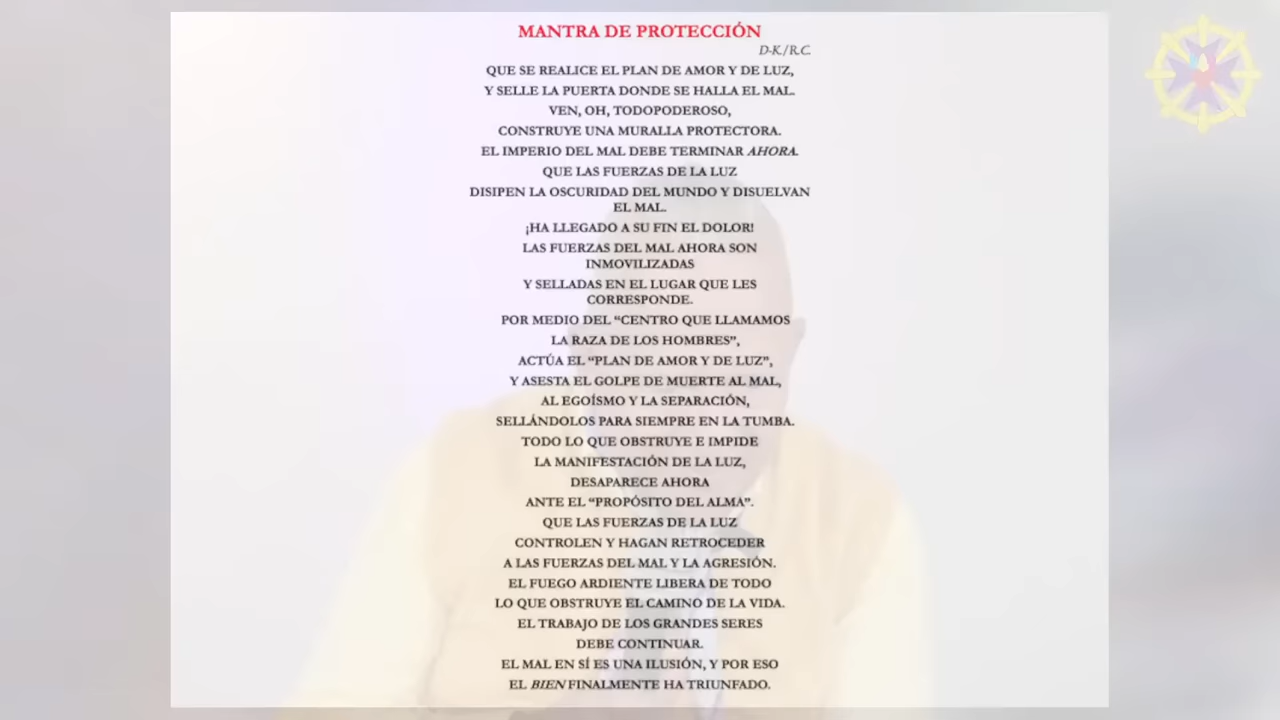 MANTRA DE PROTECCIÓN
D-K./R.C.
QUE SE REALICE EL PLAN DE AMOR Y DE LUZ,
Y SELLE LA PUERTA DONDE SE HALLA EL MAL.
VEN, OH, TODOPODEROSO,
CONSTRUYE UNA MURALLA PROTECTORA.
EL IMPERIO DEL MAL DEBE TERMINAR AHORA.
QUE LAS FUERZAS DE LA LUZ
DISIPEN LA OSCURIDAD DEL MUNDO Y DISUELVAN
EL MAL.
¡HA LLEGADO A SU FIN EL DOLOR!
LAS FUERZAS DEL MAL AHORA SON
INMOVILIZADAS
Y SELLADAS EN EL LUGAR QUE LES
CORRESPONDE.
POR MEDIO DEL “CENTRO QUE LLAMAMOS
LA RAZA DE LOS HOMBRES”,
ACTÚA EL “PLAN DE AMOR Y DE LUZ”,
Y ASESTA EL GOLPE DE MUERTE AL MAL,
AL EGOÍSMO Y LA SEPARACIÓN,
SELLÁNDOLOS PARA SIEMPRE EN LA TUMBA.
TODO LO QUE OBSTRUYE E IMPIDE
LA MANIFESTACIÓN DE LA LUZ,
DESAPARECE AHORA
ANTE EL “PROPÓSITO DEL ALMA”.
QUE LAS FUERZAS DE LA LUZ
CONTROLEN Y HAGAN RETROCEDER
A LAS FUERZAS DEL MAL Y LA AGRESIÓN.
EL FUEGO ARDIENTE LIBERA DE TODO
LO QUE OBSTRUYE EL CAMINO DE LA VIDA.
EL TRABAJO DE LOS GRANDES SERES
DEBE CONTINUAR.
EL MAL EN SÍ ES UNA ILUSIÓN, Y POR ESO
EL BIEN FINALMENTE HA TRIUNFADO.